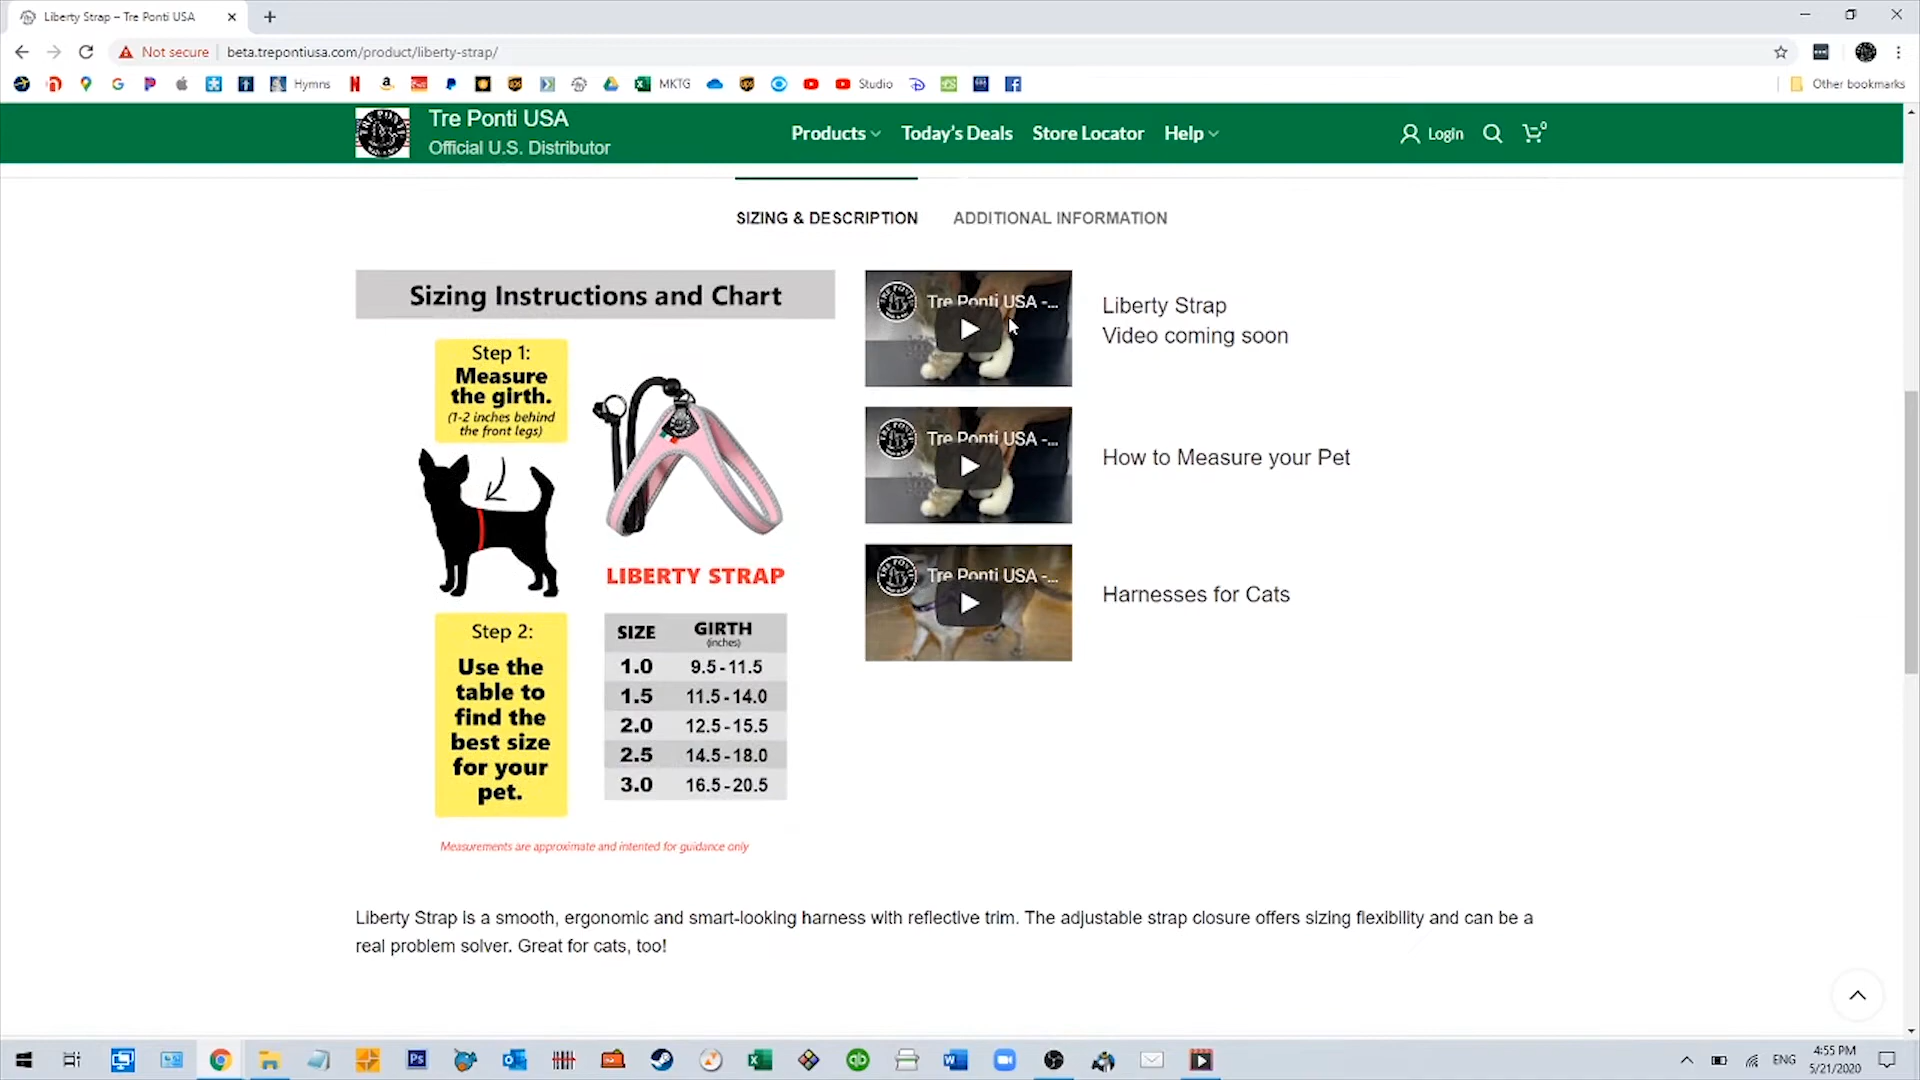 Liberty Strap – Tre Ponti USA
Not secure
beta.trepontiusa.com/product/liberty-strap/
Hymns
MKTG
Studio
Other bookmarks
Tre Ponti USA
Official U.S. Distributor
Products
Today's Deals
Store Locator
Help
Login
0
SIZING & DESCRIPTION
ADDITIONAL INFORMATION
Sizing Instructions and Chart
Step 1:
Measure
the girth.
(1-2 inches behind
the front legs)
LIBERTY STRAP
Step 2:
Use the
table to
find the
best size
for your
pet.
SIZE GIRTH
(inches)
1.0 9.5-11.5
1.5 11.5-14.0
2.0 12.5-15.5
2.5 14.5-18.0
3.0 16.5-20.5
Measurements are approximate and intented for guidance only
Tre Ponti USA -...
Liberty Strap
Video coming soon
Tre Ponti USA -...
How to Measure your Pet
Tre Ponti USA -...
Harnesses for Cats
Liberty Strap is a smooth, ergonomic and smart-looking harness with reflective trim. The adjustable strap closure offers sizing flexibility and can be a
real problem solver. Great for cats, too!
ENG
4:55 PM
5/21/2020